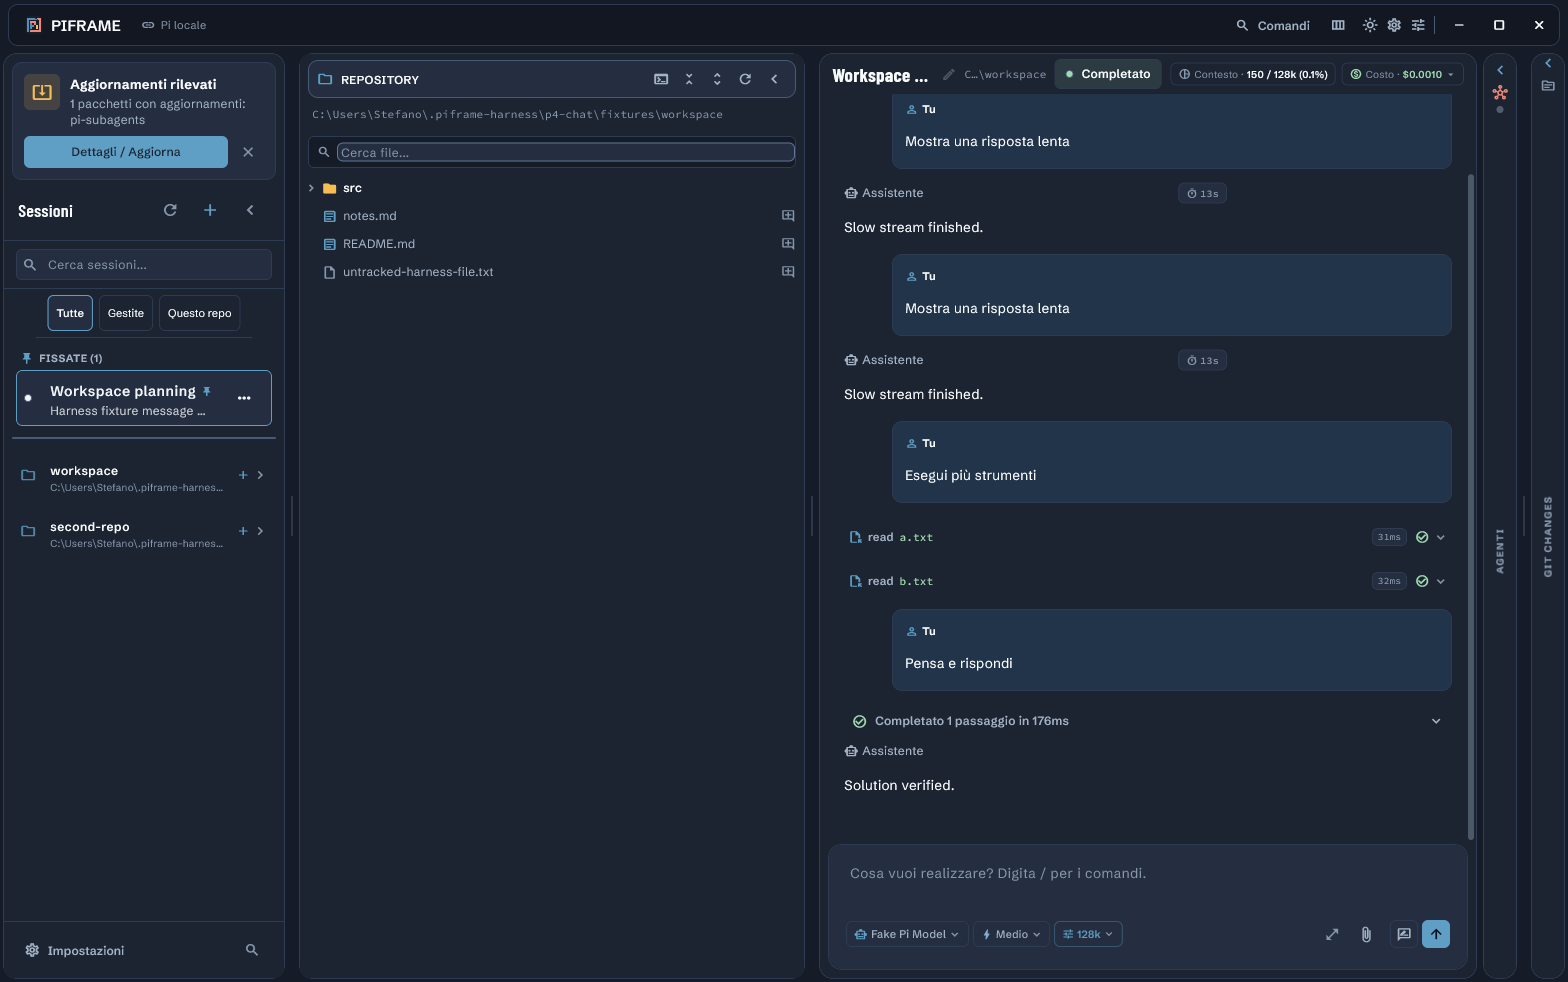 PIFRAME
Pi locale
Comandi
Aggiornamenti rilevati
1 pacchetti con aggiornamenti:
pi-subagents
Dettagli / Aggiorna
Sessioni
Cerca sessioni...
Tutte
Gestite
Questo repo
FISSATE (1)
Workspace planning
Harness fixture message ...
workspace
C:\Users\Stefano\.piframe-harnes...
second-repo
C:\Users\Stefano\.piframe-harnes...
Impostazioni
REPOSITORY
C:\Users\Stefano\.piframe-harness\p4-chat\fixtures\workspace
Cerca file...
src
notes.md
README.md
untracked-harness-file.txt
Workspace ...
C…\workspace
Completato
Contesto · 150 / 128k (0.1%)
Costo · $0.0010
Tu
Mostra una risposta lenta
Assistente
13s
Slow stream finished.
Tu
Mostra una risposta lenta
Assistente
13s
Slow stream finished.
Tu
Esegui più strumenti
read a.txt
31ms
read b.txt
32ms
Tu
Pensa e rispondi
Completato 1 passaggio in 176ms
Assistente
Solution verified.
Cosa vuoi realizzare? Digita / per i comandi.
Fake Pi Model
Medio
128k
AGENTI
GIT CHANGES